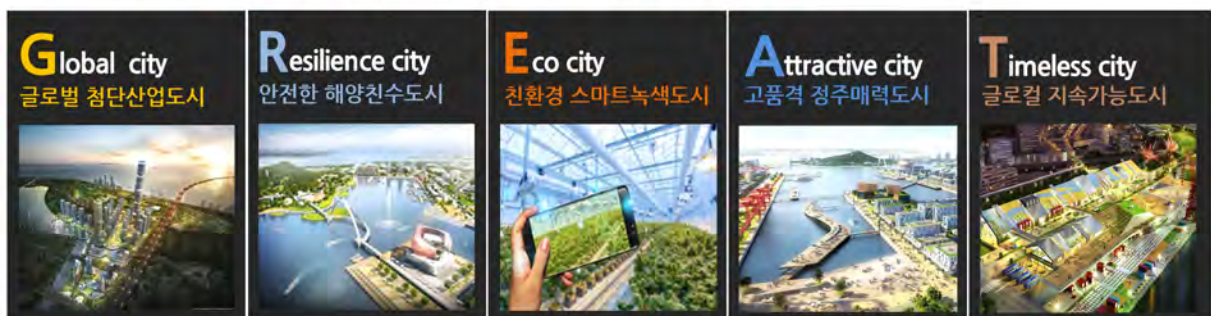 Global city
글로벌 첨단산업도시
Resilience city
안전한 해양친수도시
Eco city
친환경 스마트녹색도시
Attractive city
고품격 정주매력도시
Timeless city
글로컬 지속가능도시